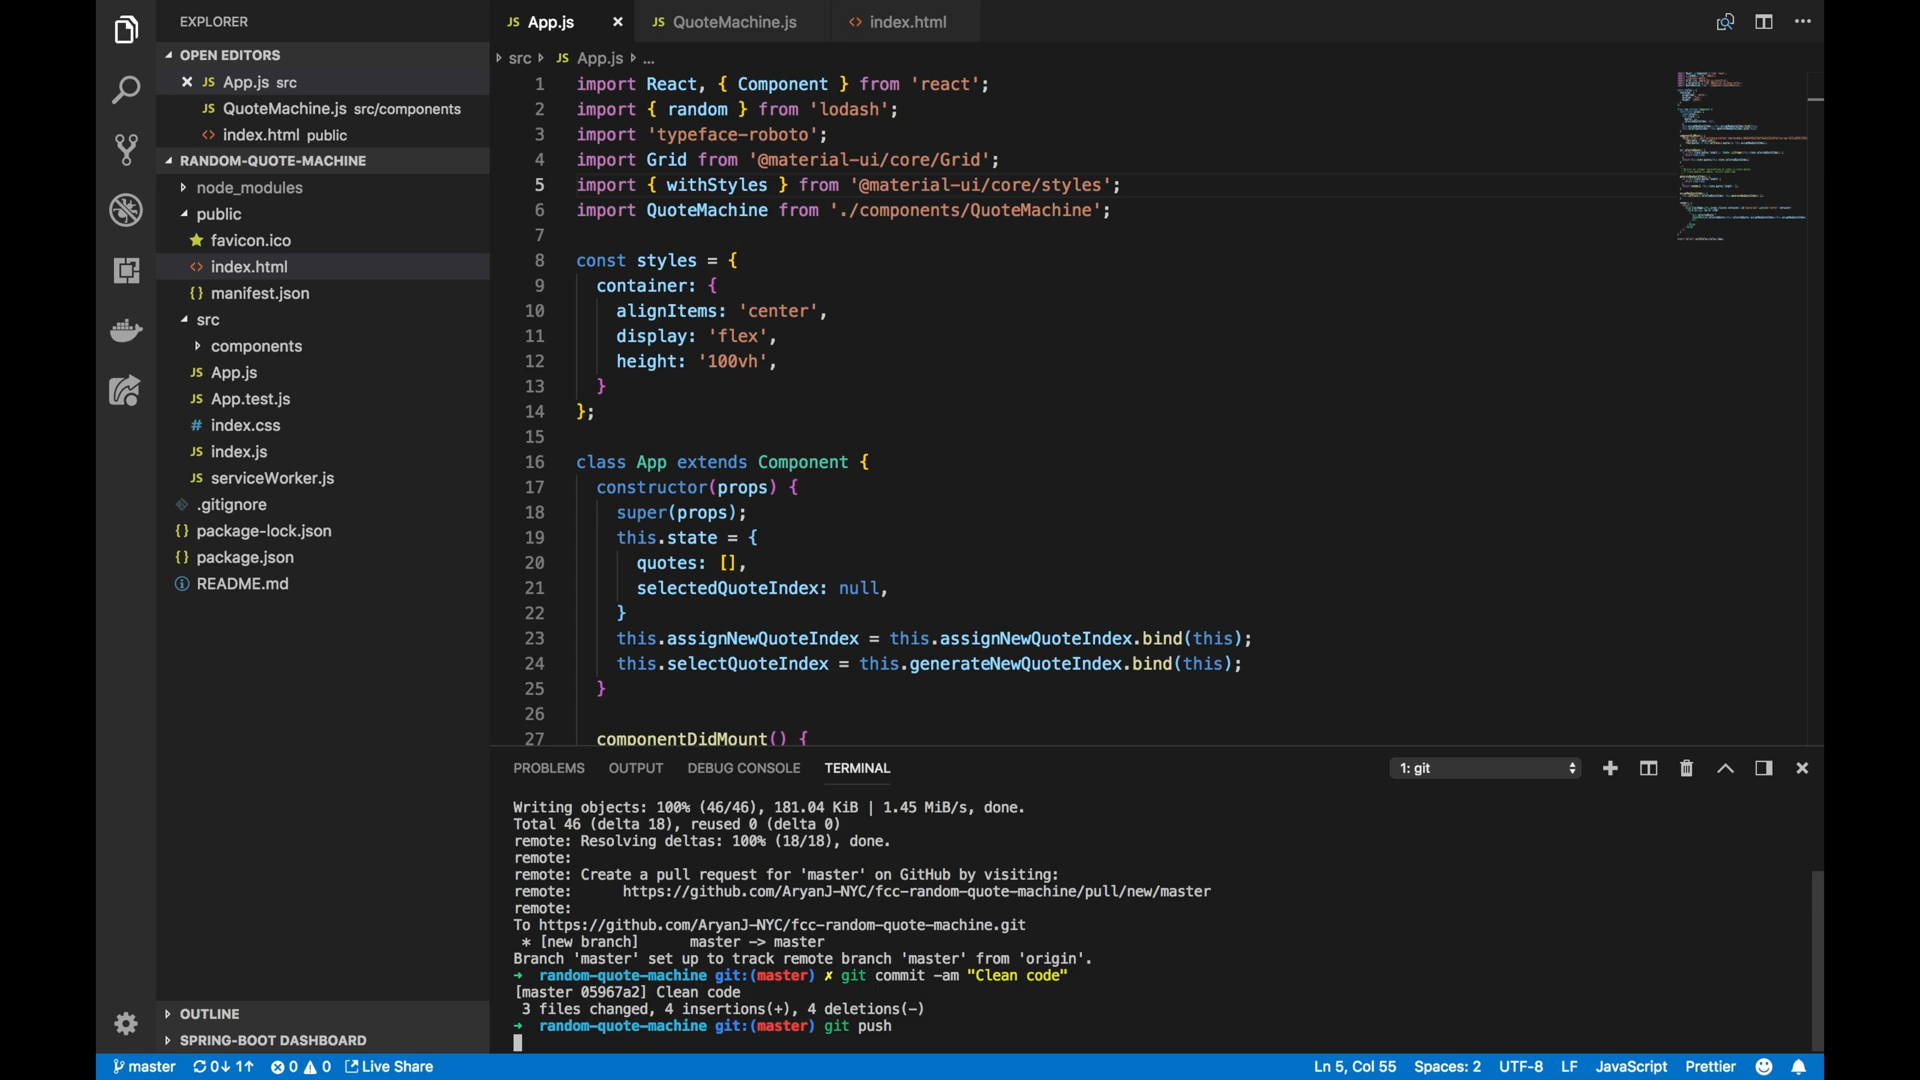 EXPLORER
OPEN EDITORS
App.js src
QuoteMachine.js src/components
index.html public
RANDOM-QUOTE-MACHINE
node_modules
public
favicon.ico
index.html
{} manifest.json
src
components
JS App.js
JS App.test.js
# index.css
JS index.js
JS serviceWorker.js
.gitignore
{} package-lock.json
{} package.json
README.md
OUTLINE
SPRING-BOOT DASHBOARD
JS App.js
JS QuoteMachine.js
<> index.html
src JS App.js ...
1 import React, { Component } from 'react';
2 import { random } from 'lodash';
3 import 'typeface-roboto';
4 import Grid from '@material-ui/core/Grid';
5 import { withStyles } from '@material-ui/core/styles';
6 import QuoteMachine from './components/QuoteMachine';
7
8 const styles = {
9 container: {
10 alignItems: 'center',
11 display: 'flex',
12 height: '100vh',
13 }
14 };
15
16 class App extends Component {
17 constructor(props) {
18 super(props);
19 this.state = {
20 quotes: [],
21 selectedQuoteIndex: null,
22 }
23 this.assignNewQuoteIndex = this.assignNewQuoteIndex.bind(this);
24 this.selectQuoteIndex = this.generateNewQuoteIndex.bind(this);
25 }
26
27 componentDidMount() {
PROBLEMS OUTPUT DEBUG CONSOLE TERMINAL 1: git
Writing objects: 100% (46/46), 181.04 KiB | 1.45 MiB/s, done.
Total 46 (delta 18), reused 0 (delta 0)
remote: Resolving deltas: 100% (18/18), done.
remote:
remote: Create a pull request for 'master' on GitHub by visiting:
remote: https://github.com/AryanJ-NYC/fcc-random-quote-machine/pull/new/master
remote:
To https://github.com/AryanJ-NYC/fcc-random-quote-machine.git
* [new branch] master -> master
Branch 'master' set up to track remote branch 'master' from 'origin'.
➜ random-quote-machine git:(master) ✗ git commit -am "Clean code"
[master 05967a2] Clean code
3 files changed, 4 insertions(+), 4 deletions(-)
➜ random-quote-machine git:(master) git push
master 0↓ 1↑ 0 0 Live Share Ln 5, Col 55 Spaces: 2 UTF-8 LF JavaScript Prettier